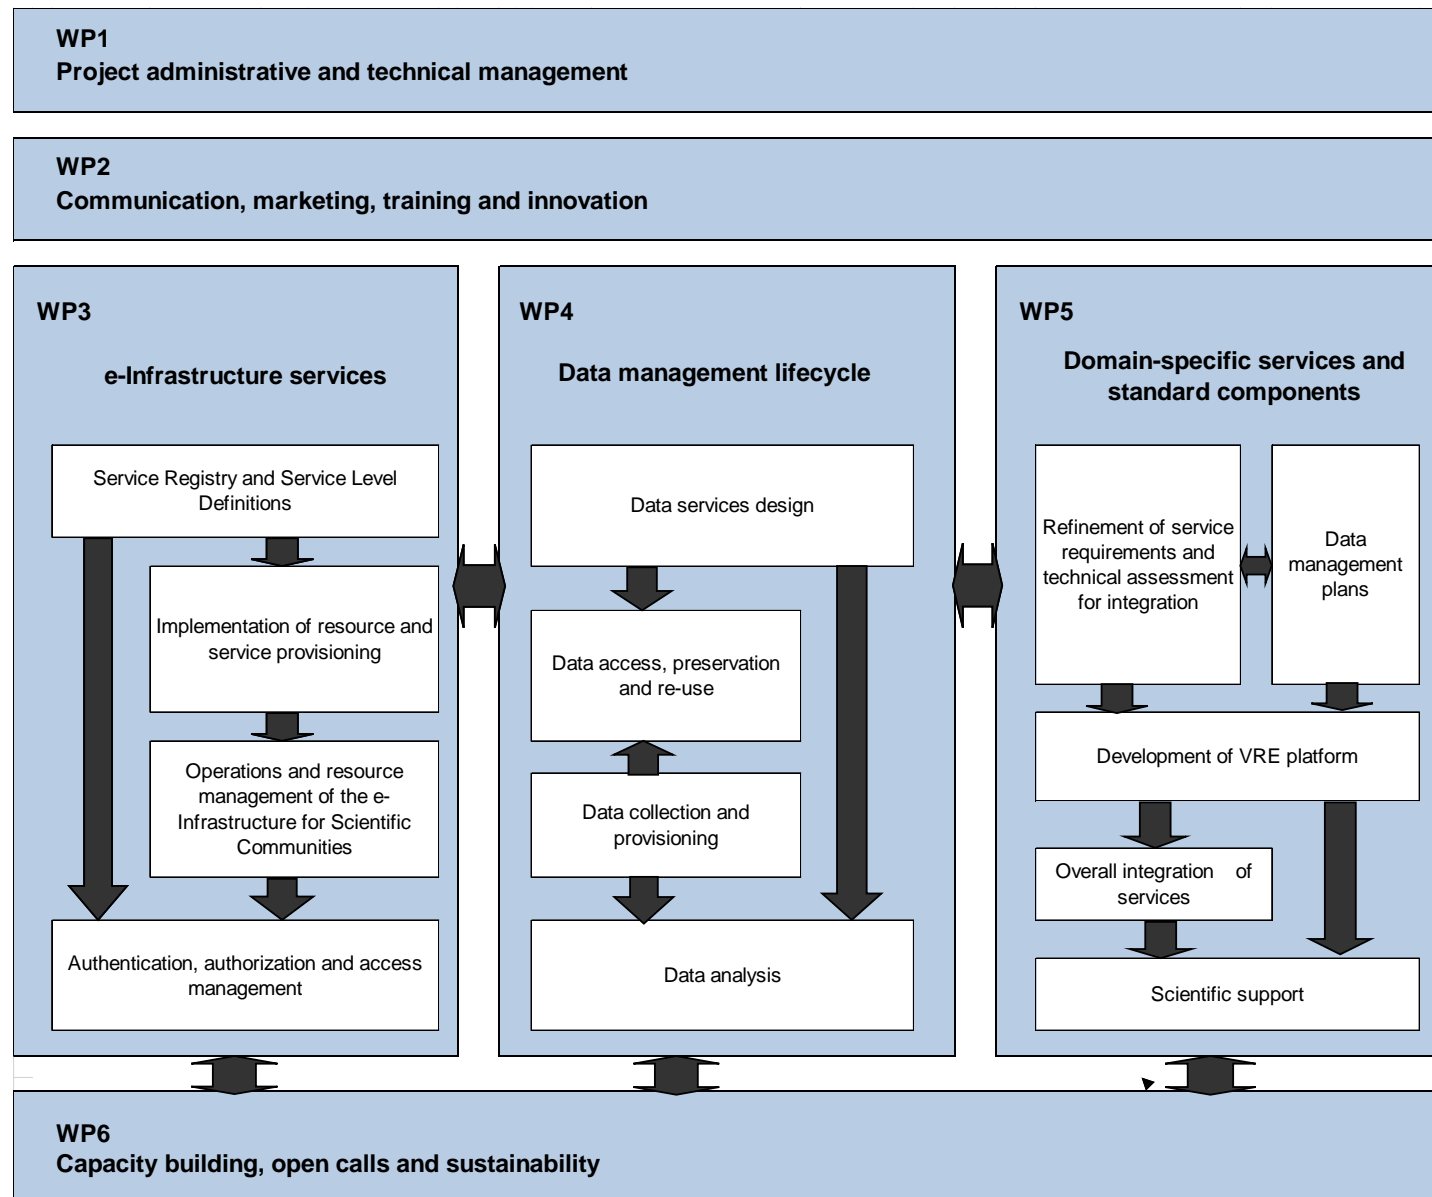 WP1
Project administrative and technical management
WP2
Communication, marketing, training and innovation
WP3
e-Infrastructure services
Service Registry and Service Level
Definitions
Implementation of resource and
service provisioning
Operations and resource
management of the e-
Infrastructure for Scientific
Communities
Authentication, authorization and access
management
WP4
Data management lifecycle
Data services design
Data access, preservation
and re-use
Data collection and
provisioning
Data analysis
WP5
Domain-specific services and
standard components
Refinement of service
requirements and
technical assessment
for integration
Data
management
plans
Development of VRE platform
Overall integration of
services
Scientific support
WP6
Capacity building, open calls and sustainability